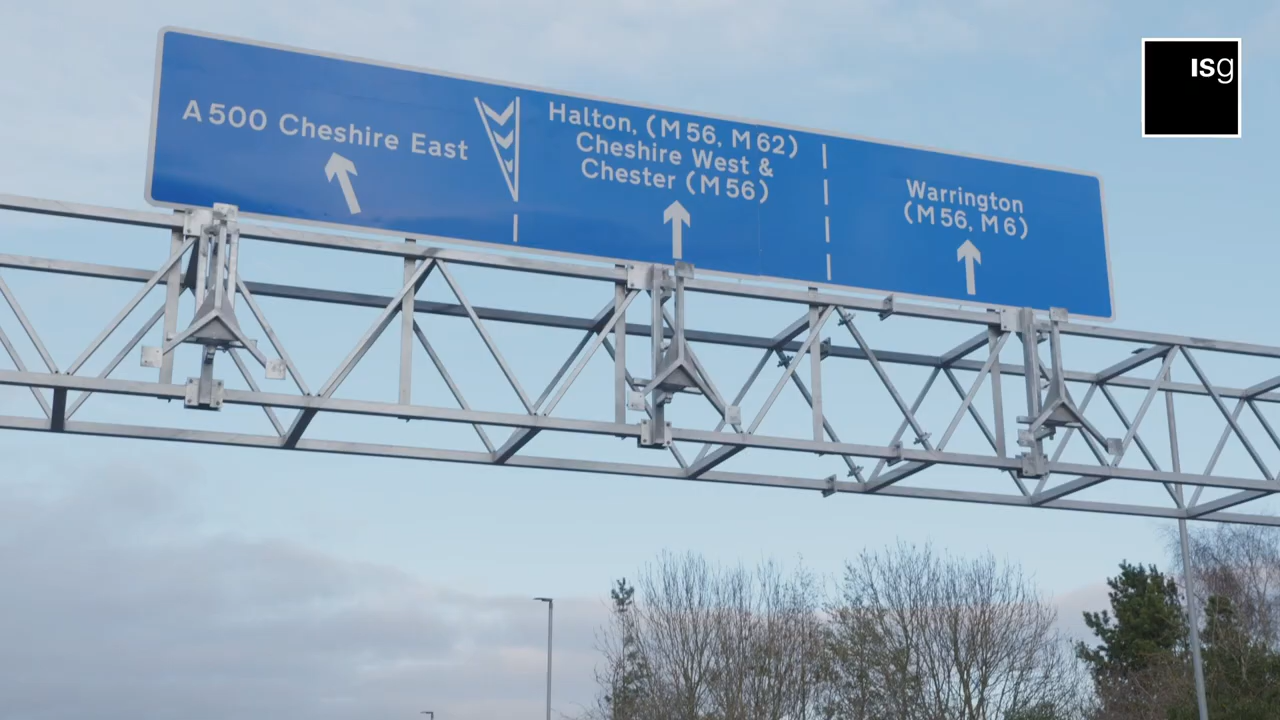 A500 Cheshire East
Halton, (M56, M62)
Cheshire West &
Chester (M56)
Warrington
(M56, M6)
ISg